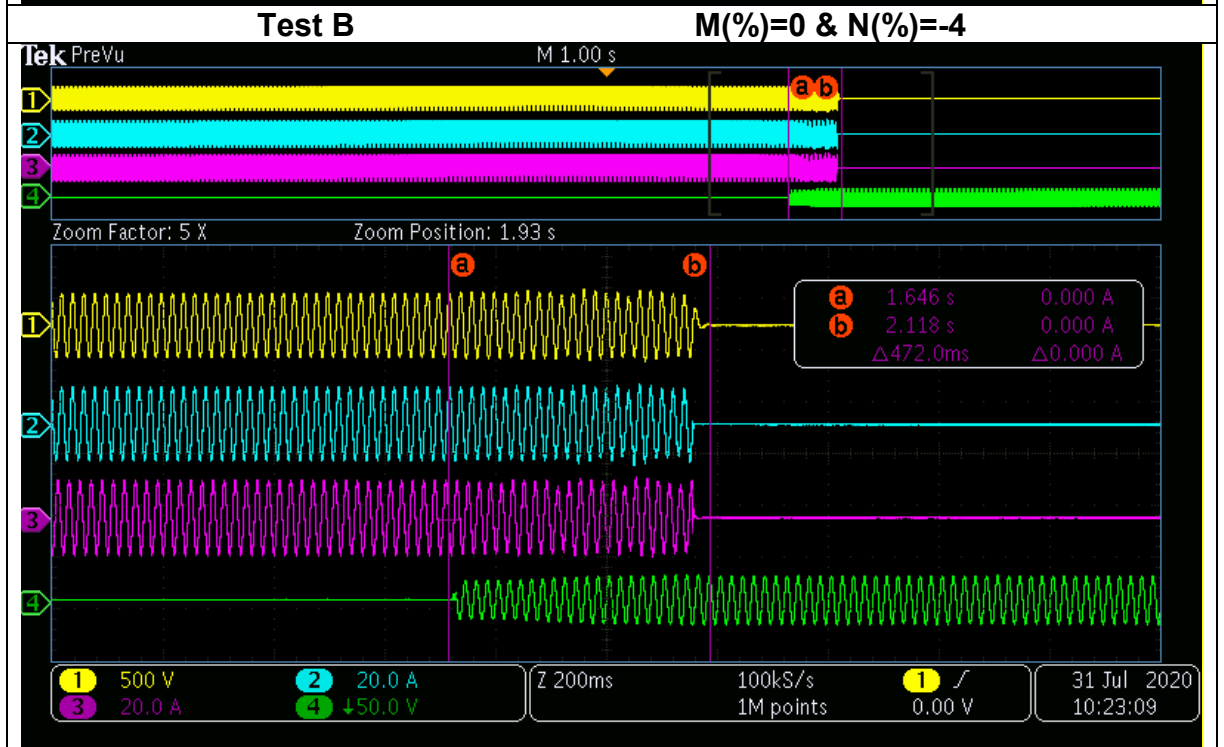 Test B M(%)=0 & N(%)=-4
Tek PreVu M 1.00 s
a b
1
2
3
4
Zoom Factor: 5 X Zoom Position: 1.93 s
a b
a 1.646 s 0.000 A
b 2.118 s 0.000 A
△472.0ms △0.000 A
1
2
3
4
1 500 V 2 20.0 A Z 200ms 100kS/s 1 31 Jul 2020
3 20.0 A 4 ↓50.0 V 1M points 0.00 V 10:23:09